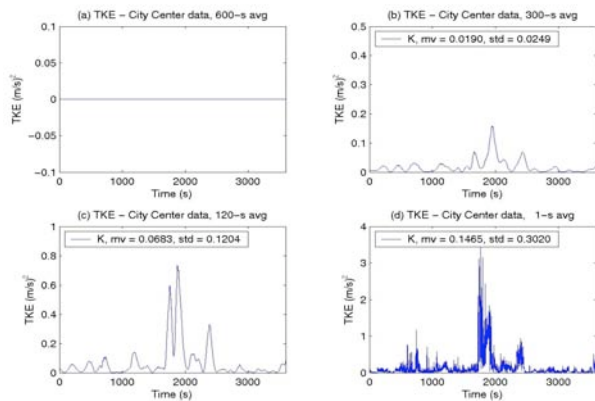 (a) TKE - City Center data, 600-s avg
0.1
0.05
0
-0.05
-0.1
TKE (m/s)²
0 1000 2000 3000
Time (s)
(b) TKE - City Center data, 300-s avg
K, mv = 0.0190, std = 0.0249
0.5
0.4
0.3
0.2
0.1
0
TKE (m/s)²
0 1000 2000 3000
Time (s)
(c) TKE - City Center data, 120-s avg
K, mv = 0.0683, std = 0.1204
1
0.8
0.6
0.4
0.2
0
TKE (m/s)²
0 1000 2000 3000
Time (s)
(d) TKE - City Center data, 1-s avg
K, mv = 0.1465, std = 0.3020
4
3
2
1
0
TKE (m/s)²
0 1000 2000 3000
Time (s)